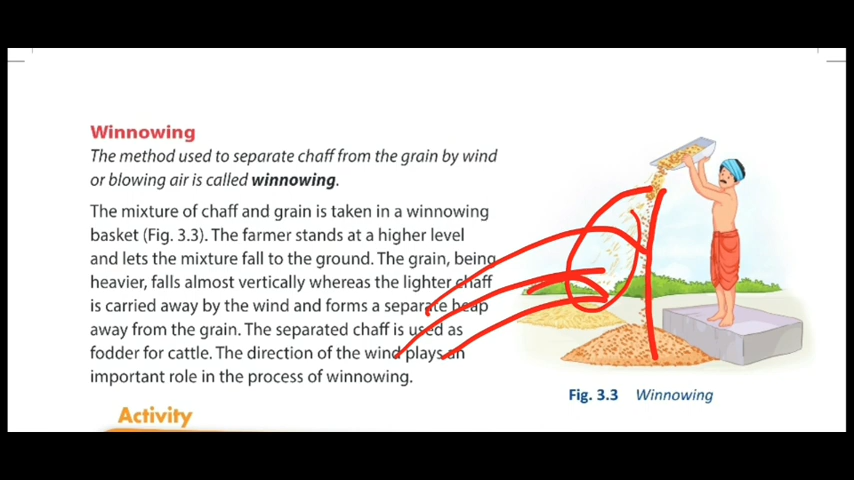 Winnowing
The method used to separate chaff from the grain by wind
or blowing air is called winnowing.
The mixture of chaff and grain is taken in a winnowing
basket (Fig. 3.3). The farmer stands at a higher level
and lets the mixture fall to the ground. The grain, being
heavier, falls almost vertically whereas the lighter chaff
is carried away by the wind and forms a separate heap
away from the grain. The separated chaff is used as
fodder for cattle. The direction of the wind plays an
important role in the process of winnowing.
Fig. 3.3 Winnowing
Activity